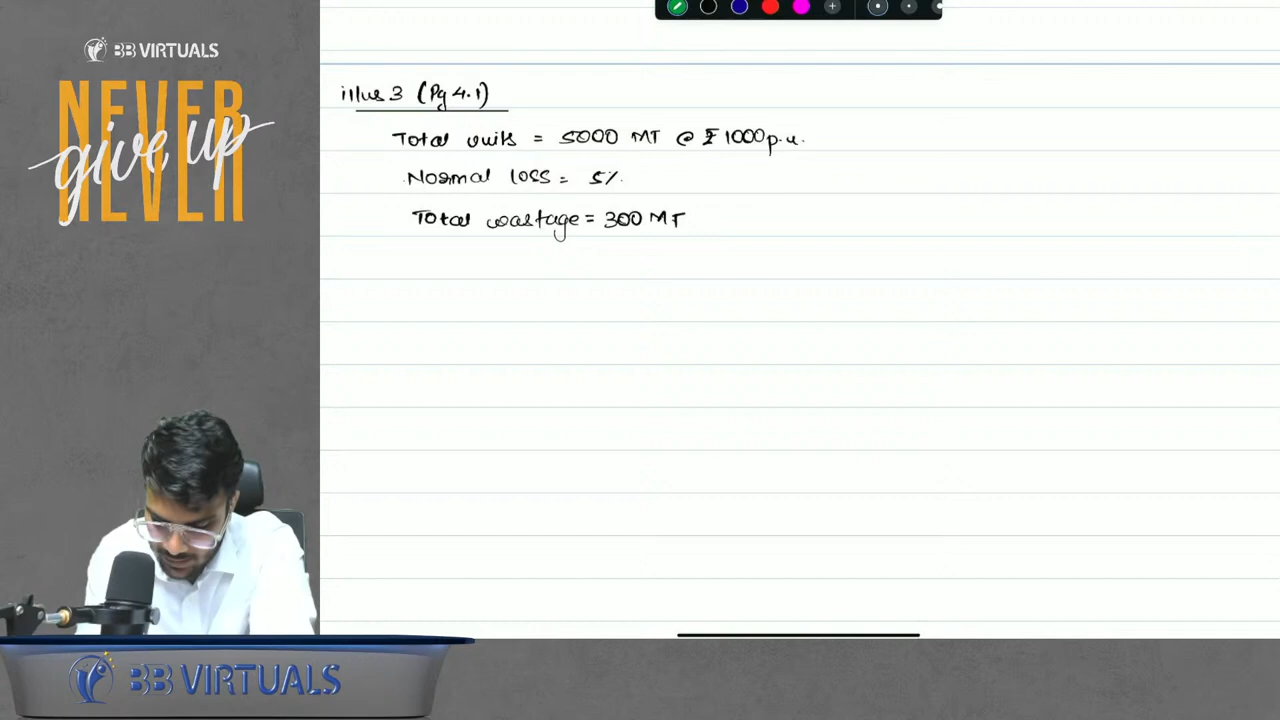 BB VIRTUALS
NEVER
give up
NEVER
illus 3 (Pg 4.1)
Total units = 5000 MT @ ₹ 1000 p.u.
Normal loss = 5%
Total wastage = 300 MT
BB VIRTUALS